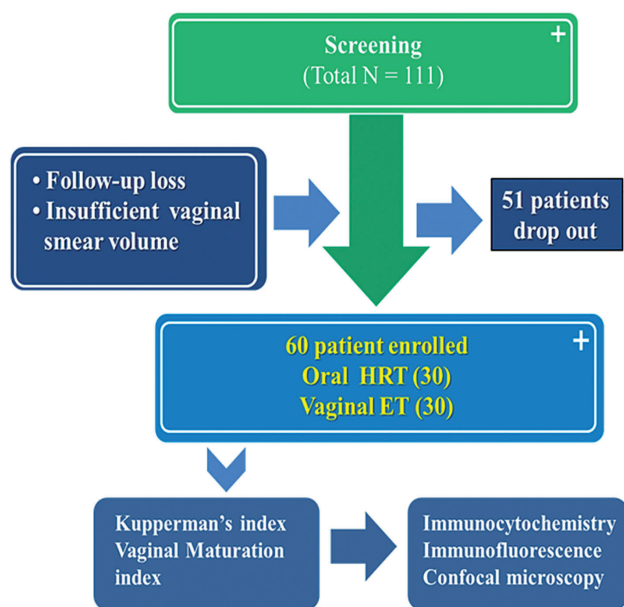 Screening
(Total N = 111)
• Follow-up loss
• Insufficient vaginal
smear volume
51 patients
drop out
60 patient enrolled
Oral HRT (30)
Vaginal ET (30)
Kupperman's index
Vaginal Maturation
index
Immunocytochemistry
Immunofluorescence
Confocal microscopy